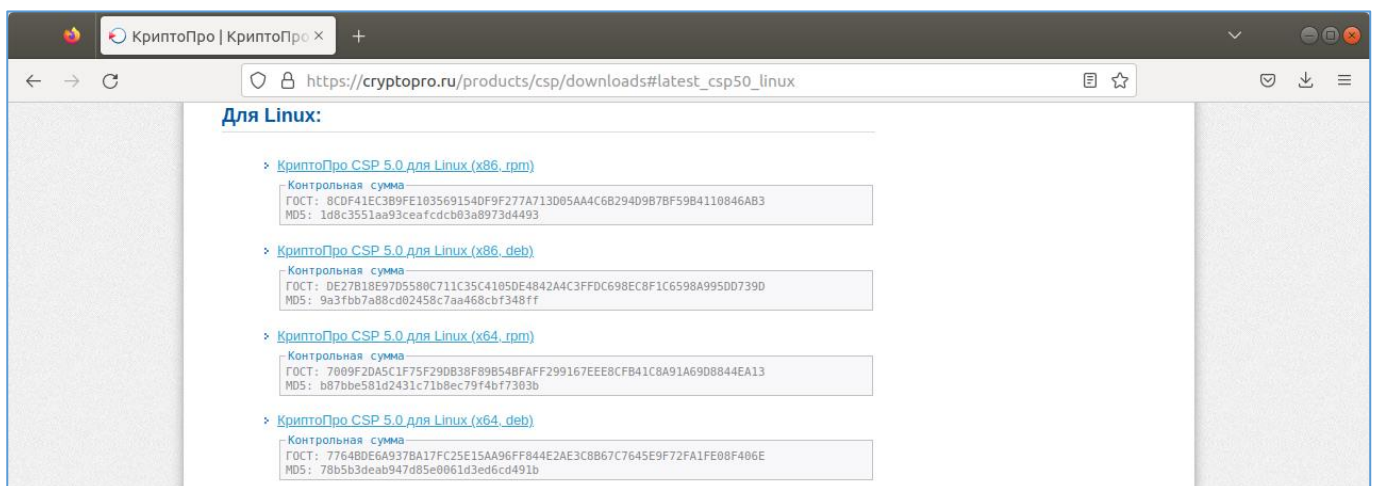 КриптоПро | КриптоПро
https://cryptopro.ru/products/csp/downloads#latest_csp50_linux
Для Linux:
КриптоПро CSP 5.0 для Linux (x86, rpm)
Контрольная сумма
ГОСТ: 8CDF41EC3B9FE103569154DF9F277A713D05AA4C6B294D9B7BF59B4110846AB3
MD5: 1d8c3551aa93ceafcdcb03a8973d4493
КриптоПро CSP 5.0 для Linux (x86, deb)
Контрольная сумма
ГОСТ: DE27B18E97D5580C711C35C4105DE4842A4C3FFDC698EC8F1C6598A995DD739D
MD5: 9a3fbb7a88cd02458c7aa468cbf348ff
КриптоПро CSP 5.0 для Linux (x64, rpm)
Контрольная сумма
ГОСТ: 7009F2DA5C1F75F29DB38F89B54BFAFF299167EEE8CFB41C8A91A69D8844EA13
MD5: b87bbe581d2431c71b8ec79f4bf7303b
КриптоПро CSP 5.0 для Linux (x64, deb)
Контрольная сумма
ГОСТ: 7764BDE6A937BA17FC25E15AA96FF844E2AE3C8B67C7645E9F72FA1FE08F406E
MD5: 78b5b3deab947d85e0061d3ed6cd491b